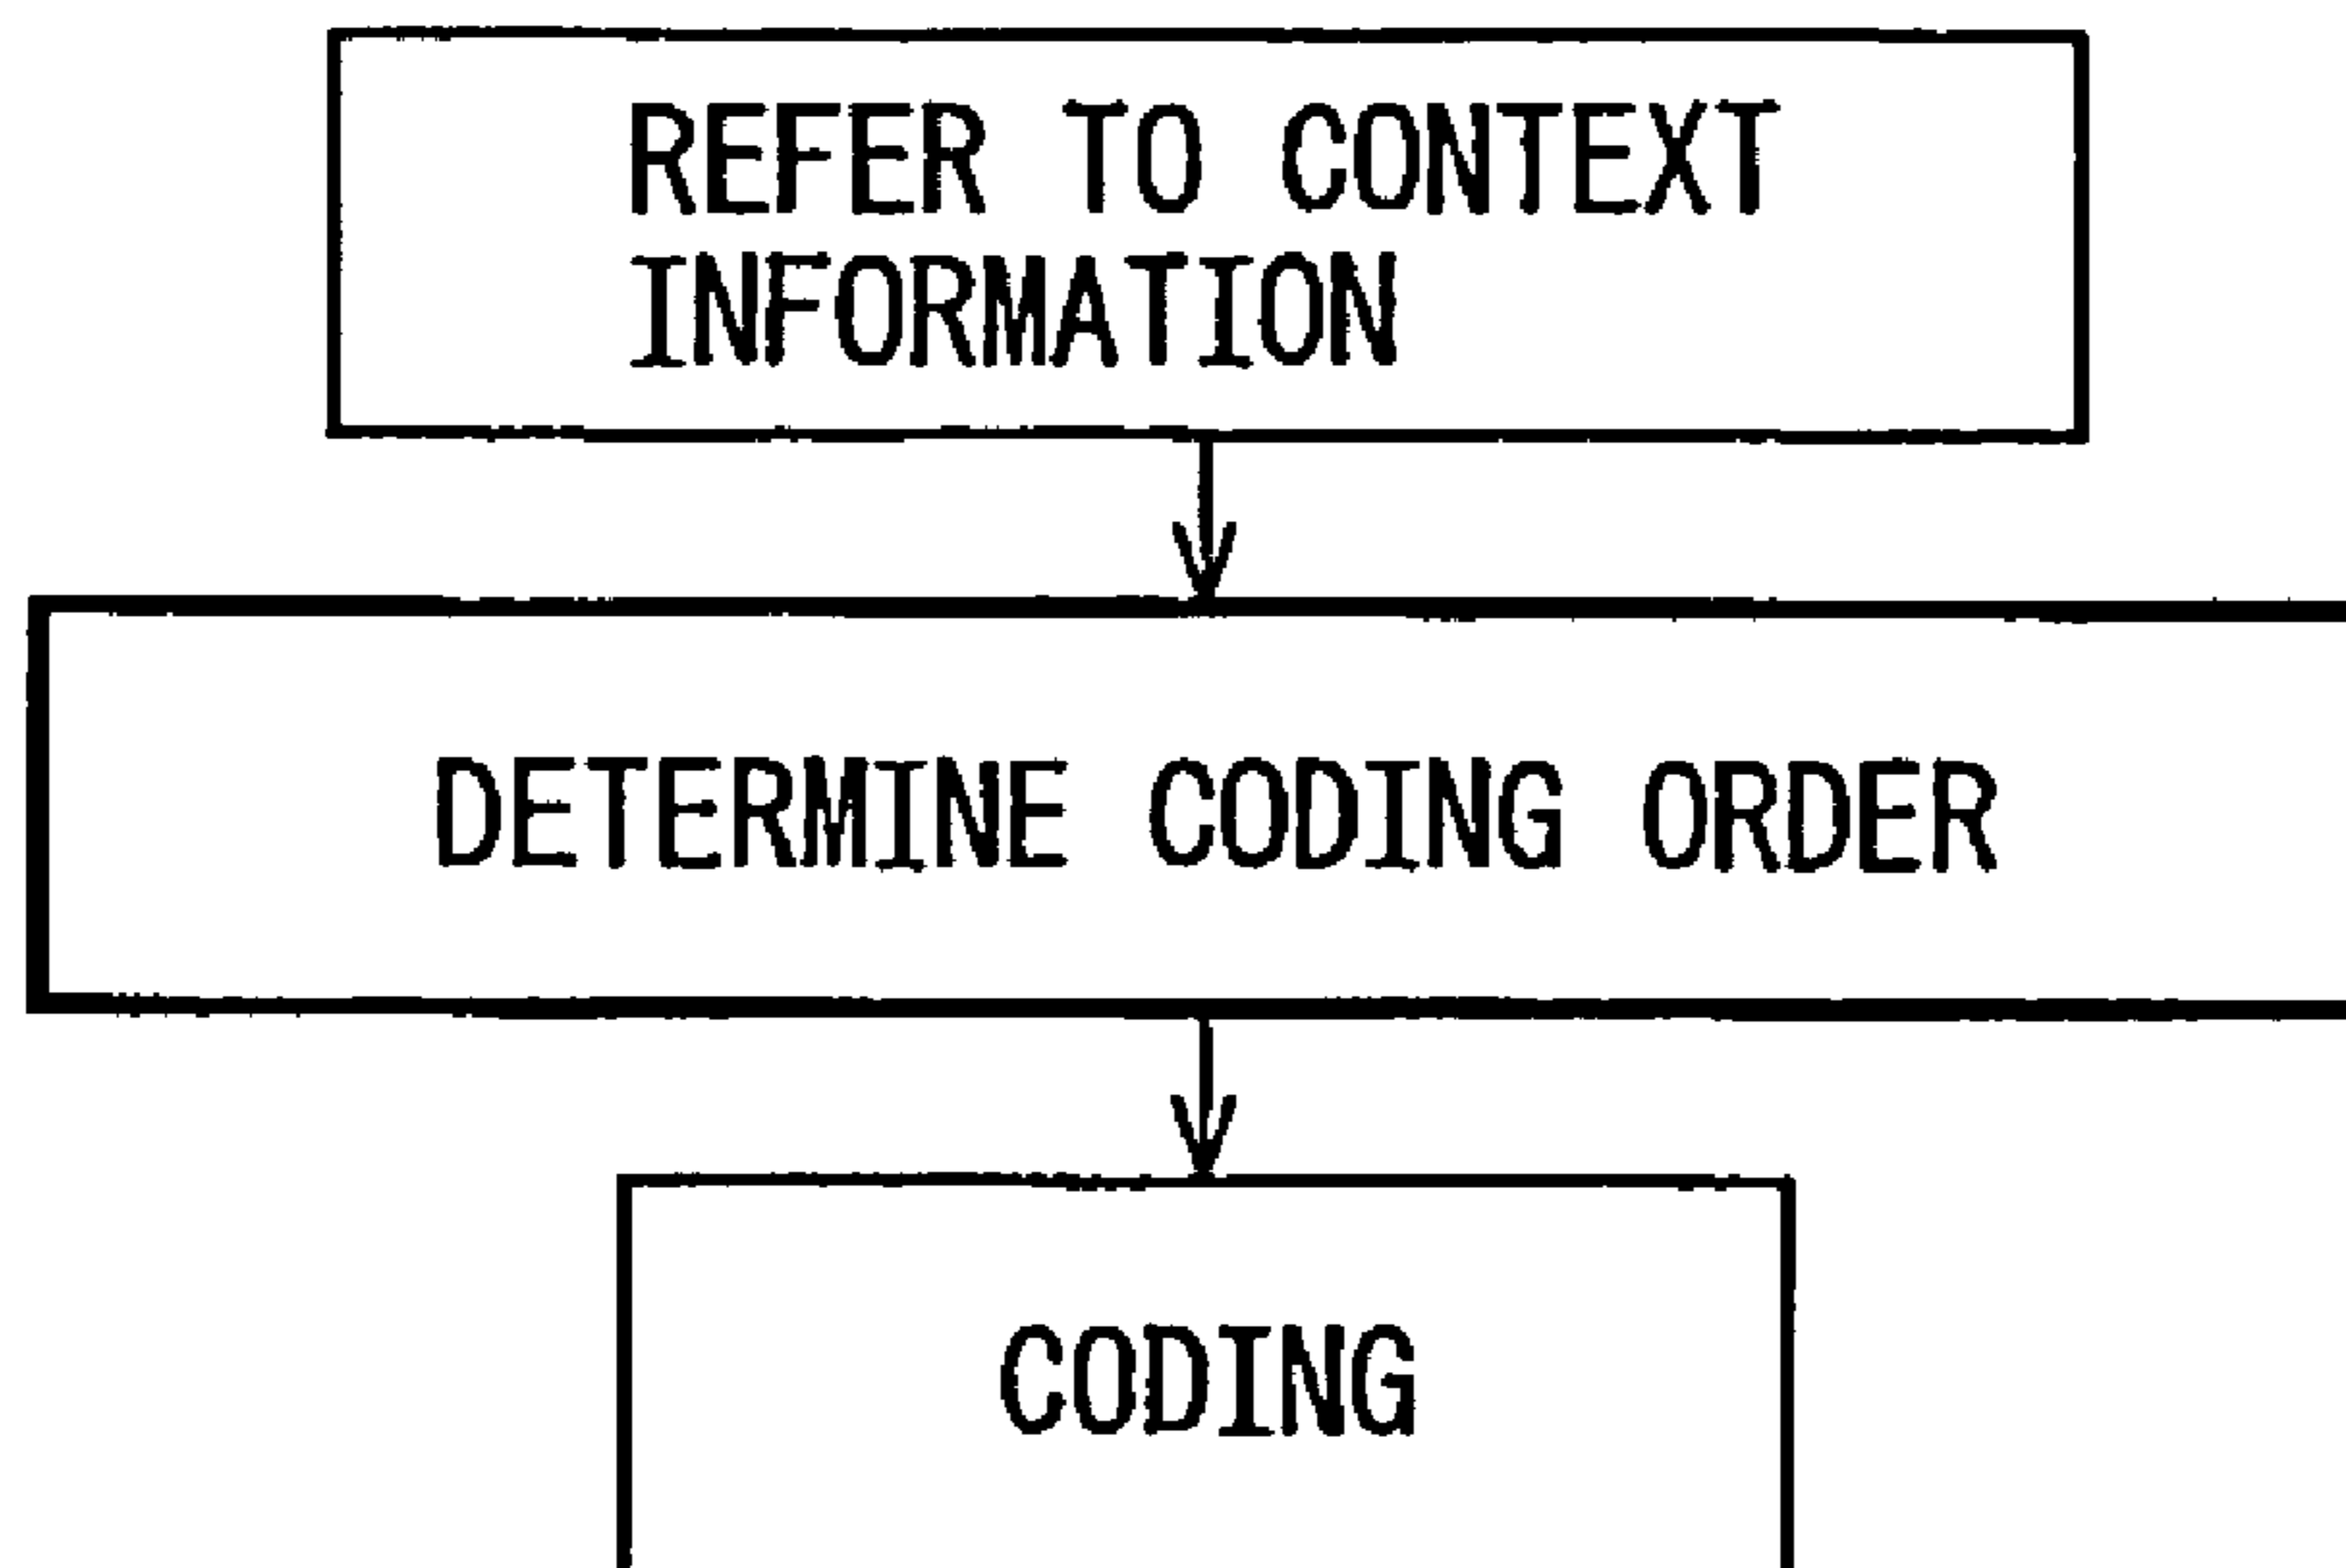 REFER TO CONTEXT
INFORMATION
DETERMINE CODING ORDER
CODING